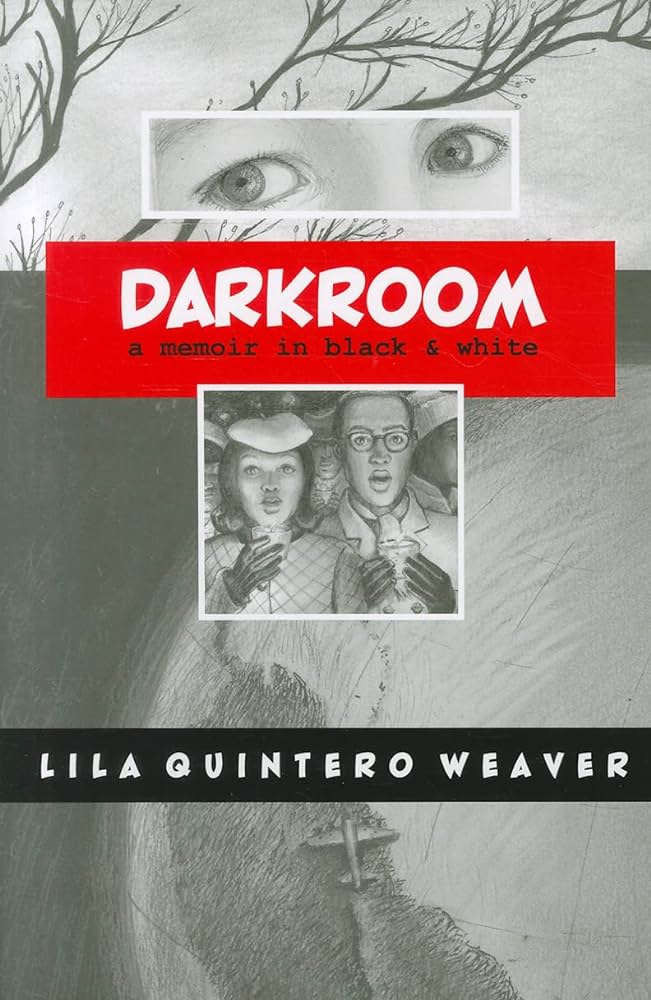 DARKROOM
a memoir in black & white
LILA QUINTERO WEAVER